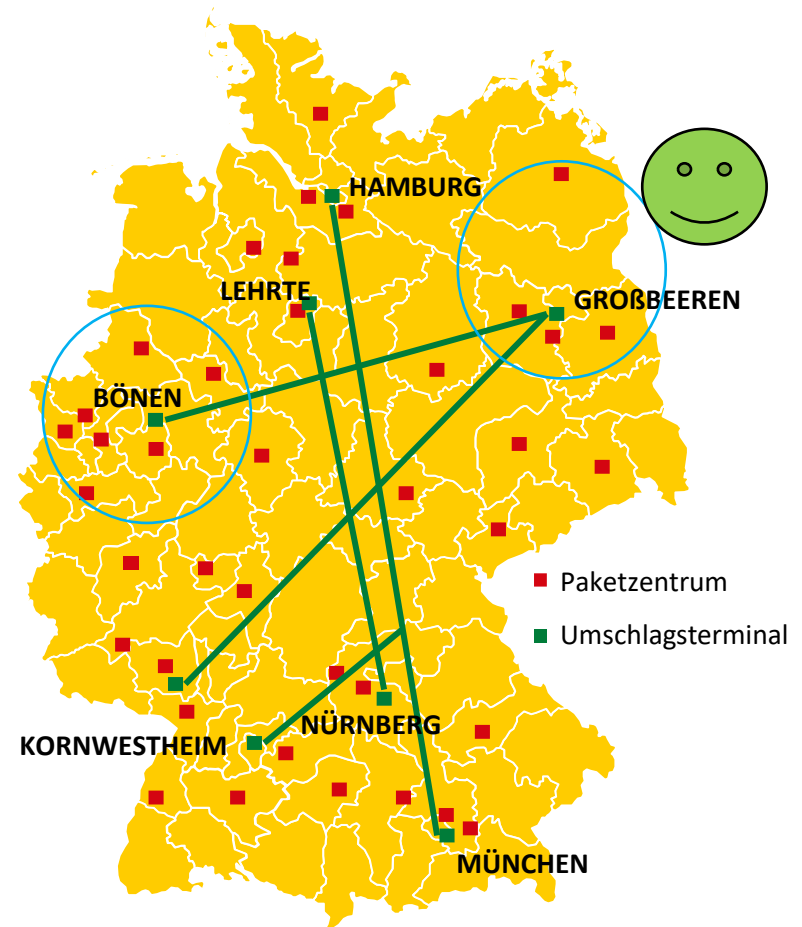 HAMBURG
LEHRTE
GROßBEEREN
BÖNEN
Paketzentrum
Umschlagsterminal
NÜRNBERG
KORNWESTHEIM
MÜNCHEN